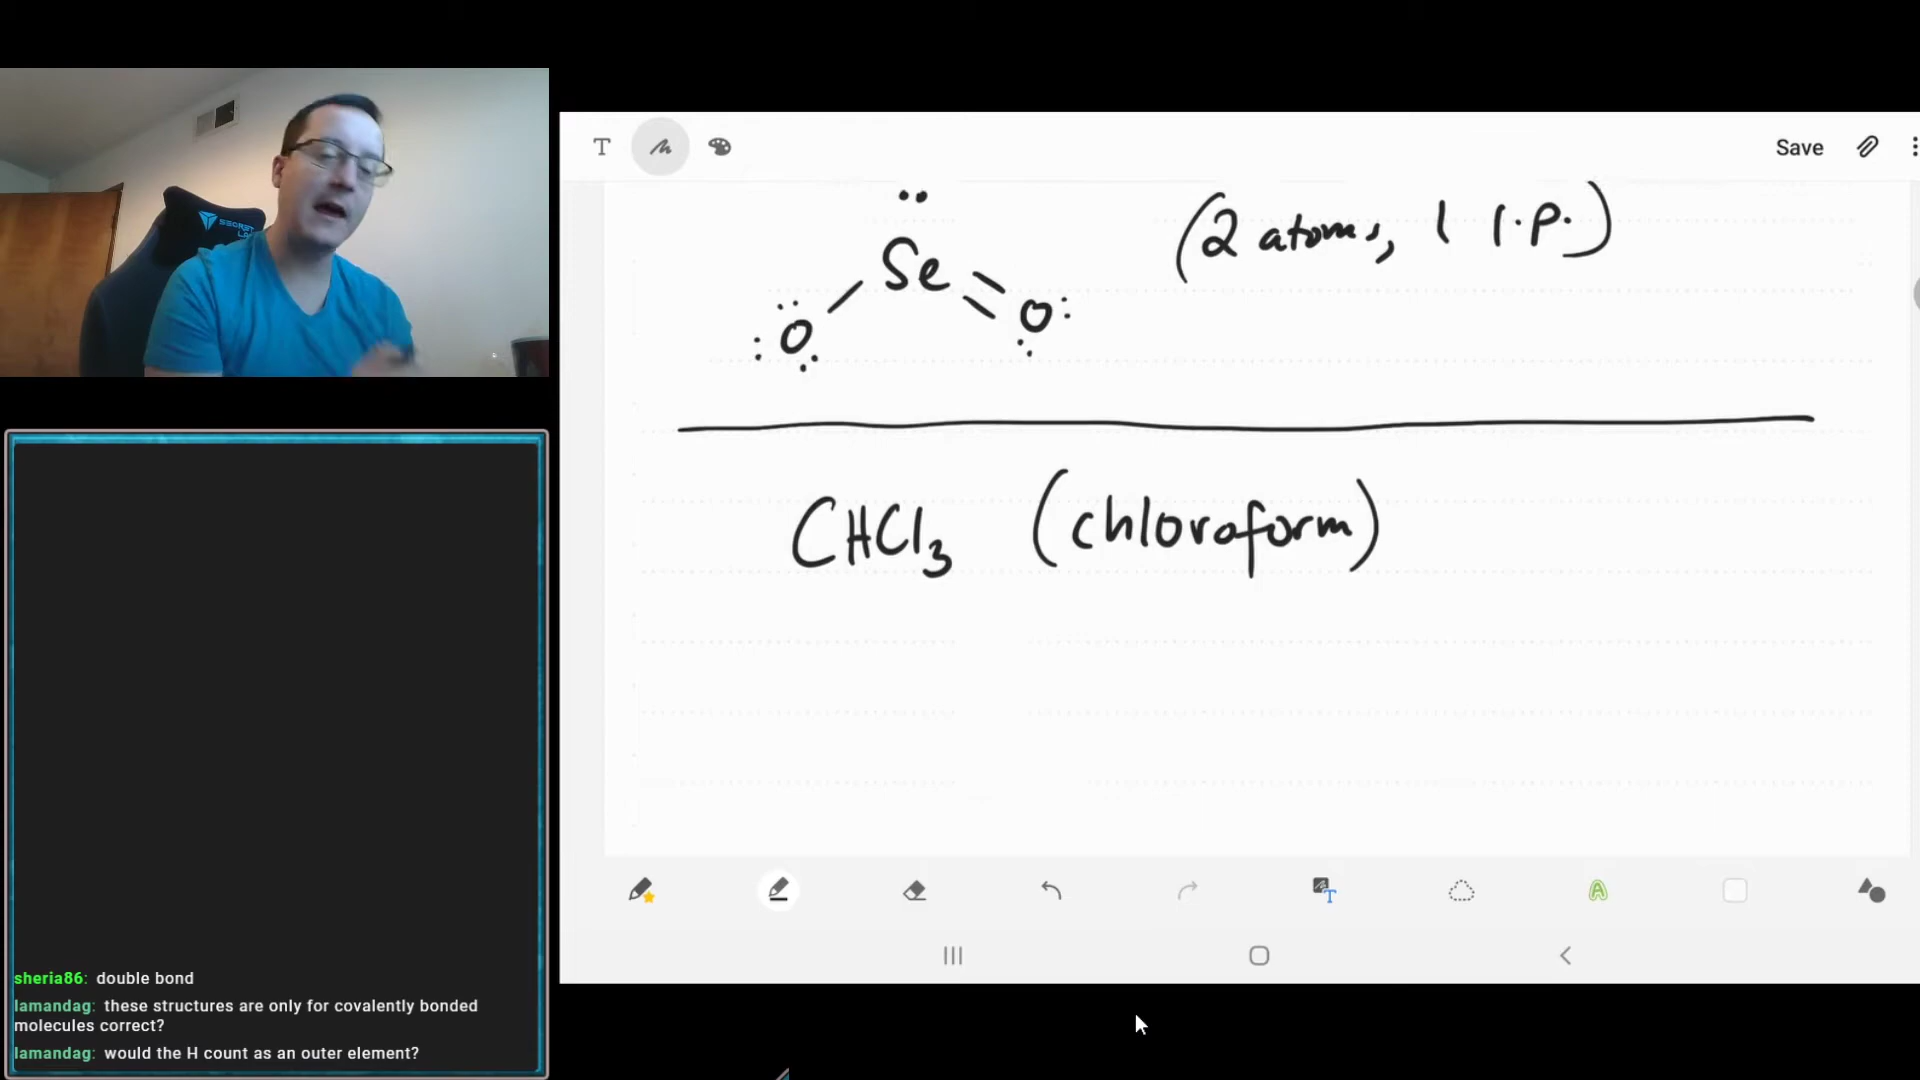 T Save
(2 atoms, 1 l.p.)
Se
O O
CHCl3 (chloroform)
T
A
sheria86: double bond
lamandag: these structures are only for covalently bonded
molecules correct?
lamandag: would the H count as an outer element?